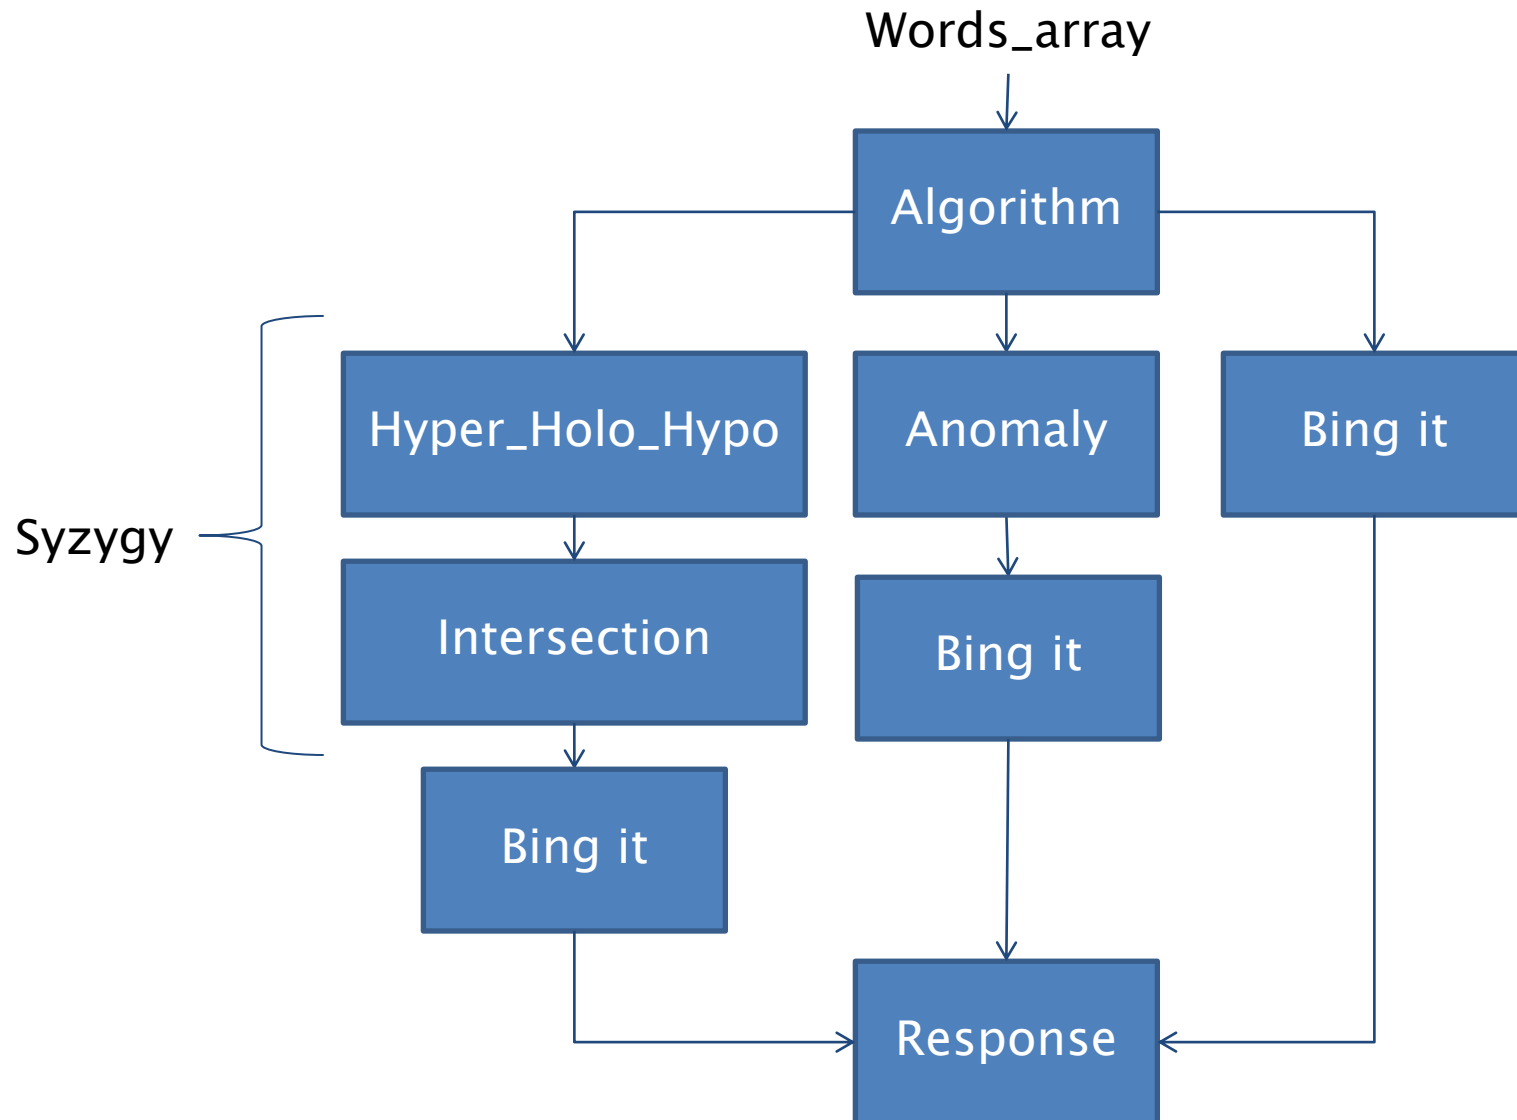 Words_array
Algorithm
Hyper_Holo_Hypo
Anomaly
Bing it
Syzygy
Intersection
Bing it
Bing it
Response